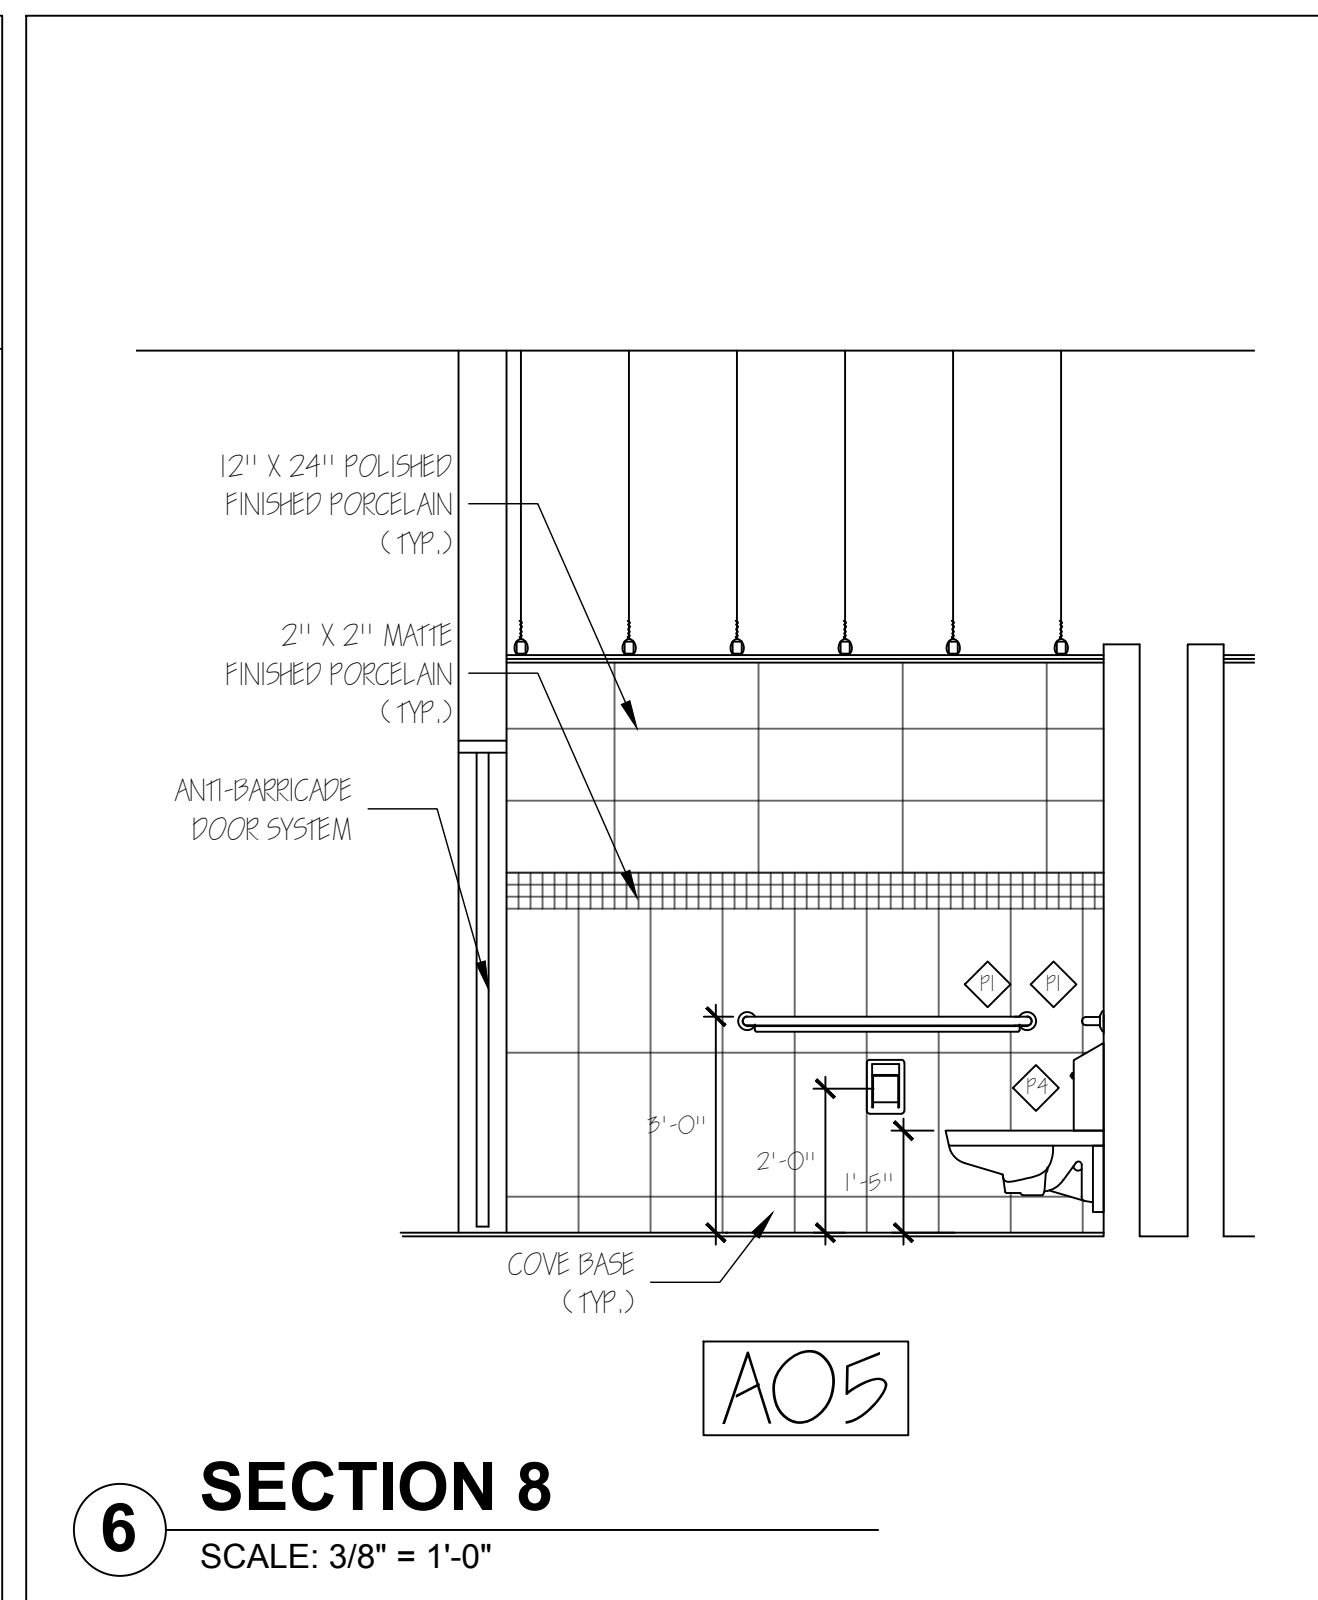 12'' X 24'' POLISHED
FINISHED PORCELAIN
(TYP.)
2'' X 2'' MATTE
FINISHED PORCELAIN
(TYP.)
ANTI-BARRICADE
DOOR SYSTEM
P1
P1
P4
3'-0''
2'-0''
1'-5''
COVE BASE
(TYP.)
A05
6
SECTION 8
SCALE: 3/8" = 1'-0"